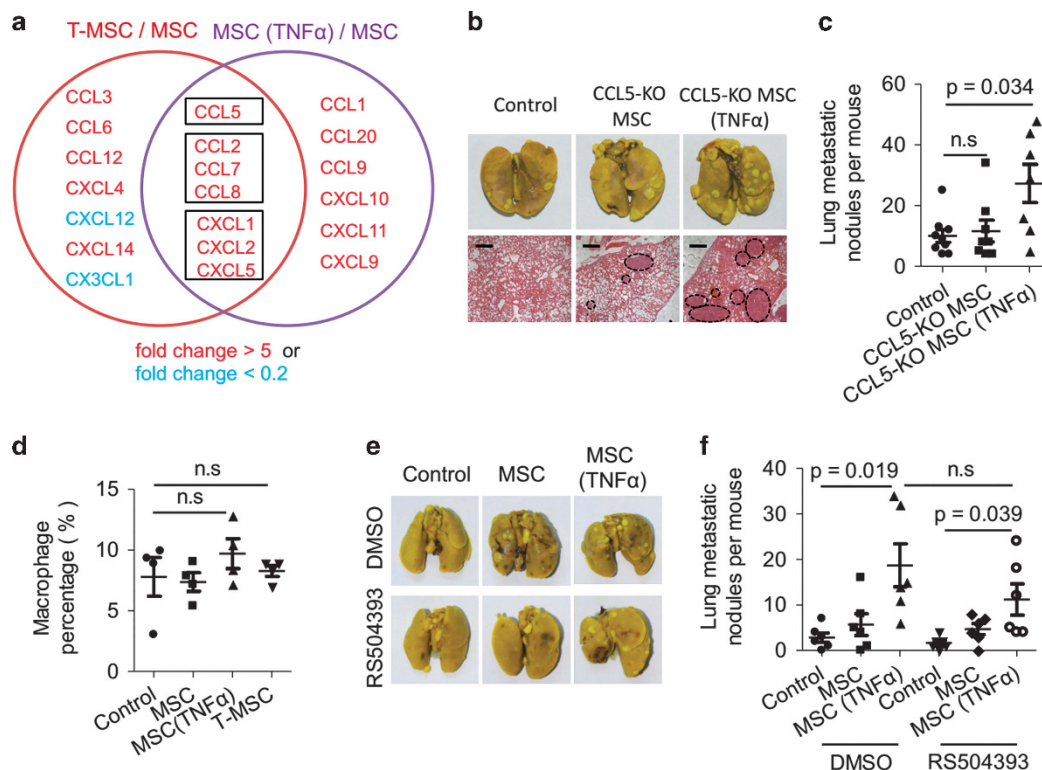 a
T-MSC / MSC
MSC (TNFα) / MSC
CCL3
CCL6
CCL12
CXCL4
CXCL12
CXCL14
CX3CL1
CCL5
CCL2
CCL7
CCL8
CXCL1
CXCL2
CXCL5
CCL1
CCL20
CCL9
CXCL10
CXCL11
CXCL9
fold change > 5 or
fold change < 0.2
b
Control
CCL5-KO
MSC
CCL5-KO MSC
(TNFα)
c
Lung metastatic
nodules per mouse
60
40
20
0
p = 0.034
n.s
Control
CCL5-KO MSC
CCL5-KO MSC (TNFα)
d
Macrophage
percentage ( % )
15
10
5
0
n.s
n.s
Control
MSC
MSC(TNFα)
T-MSC
e
Control
MSC
MSC
(TNFα)
DMSO
RS504393
f
Lung metastatic
nodules per mouse
40
30
20
10
0
p = 0.019
n.s
p = 0.039
Control
MSC
MSC (TNFα)
Control
MSC
MSC (TNFα)
DMSO
RS504393